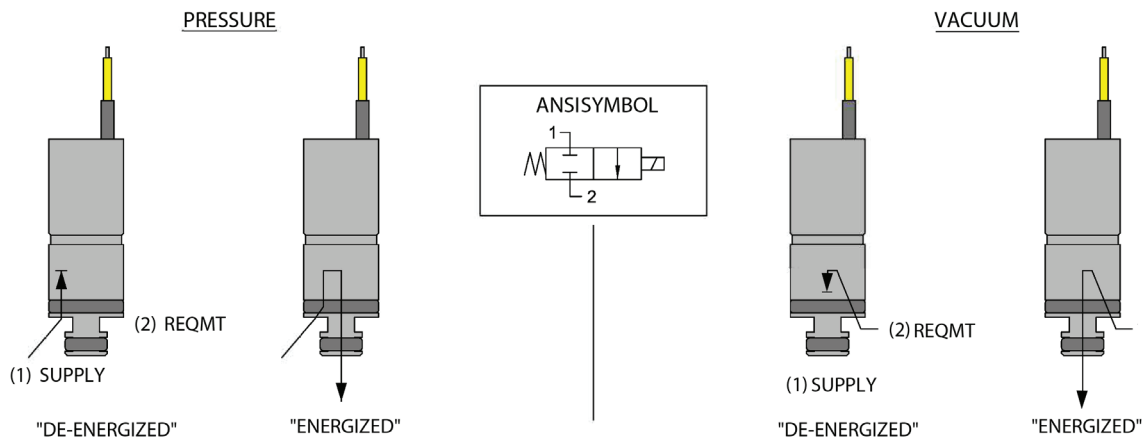 PRESSURE
VACUUM
ANSISYMBOL
1
2
(2) REQMT
(1) SUPPLY
"DE-ENERGIZED"
"ENERGIZED"
(2) REQMT
(1) SUPPLY
"DE-ENERGIZED"
"ENERGIZED"